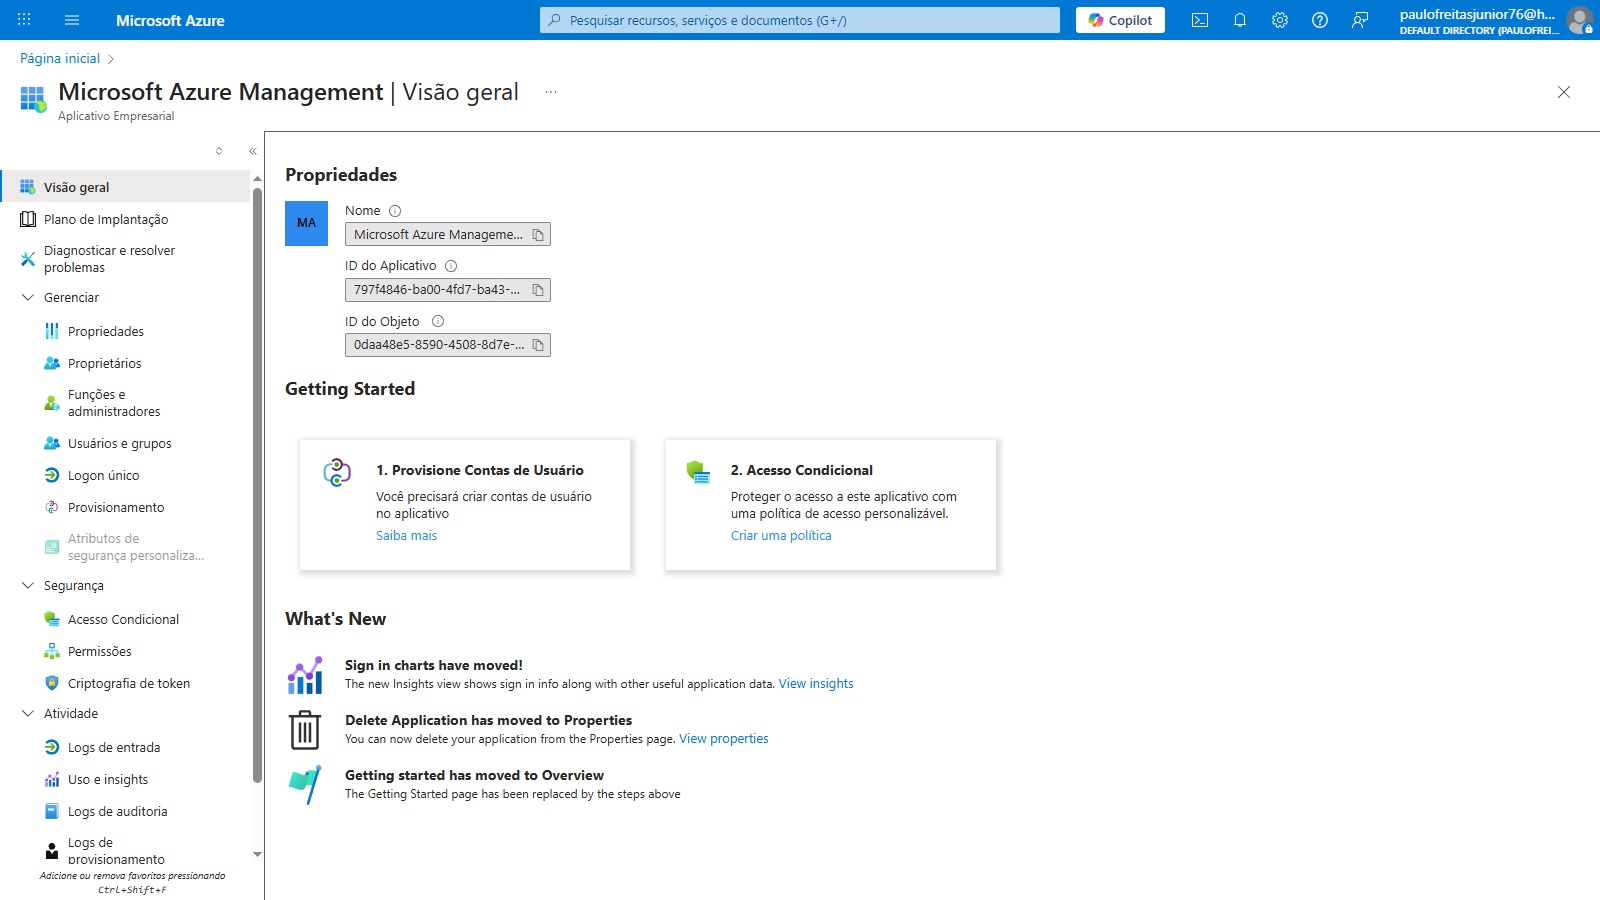 Microsoft Azure
Pesquisar recursos, serviços e documentos (G+/)
Copilot
paulofreitasjunior76@h...
DEFAULT DIRECTORY (PAULOFREI...
Página inicial
Microsoft Azure Management | Visão geral
Aplicativo Empresarial
Visão geral
Plano de Implantação
Diagnosticar e resolver
problemas
Gerenciar
Propriedades
Proprietários
Funções e
administradores
Usuários e grupos
Logon único
Provisionamento
Atributos de
segurança personaliza...
Segurança
Acesso Condicional
Permissões
Criptografia de token
Atividade
Logs de entrada
Uso e insights
Logs de auditoria
Logs de
provisionamento
Adicione ou remova favoritos pressionando
Ctrl+Shift+F
Propriedades
MA
Nome
Microsoft Azure Manageme...
ID do Aplicativo
797f4846-ba00-4fd7-ba43-...
ID do Objeto
0daa48e5-8590-4508-8d7e-...
Getting Started
1. Provisione Contas de Usuário
Você precisará criar contas de usuário
no aplicativo
Saiba mais
2. Acesso Condicional
Proteger o acesso a este aplicativo com
uma política de acesso personalizável.
Criar uma política
What's New
Sign in charts have moved!
The new Insights view shows sign in info along with other useful application data. View insights
Delete Application has moved to Properties
You can now delete your application from the Properties page. View properties
Getting started has moved to Overview
The Getting Started page has been replaced by the steps above